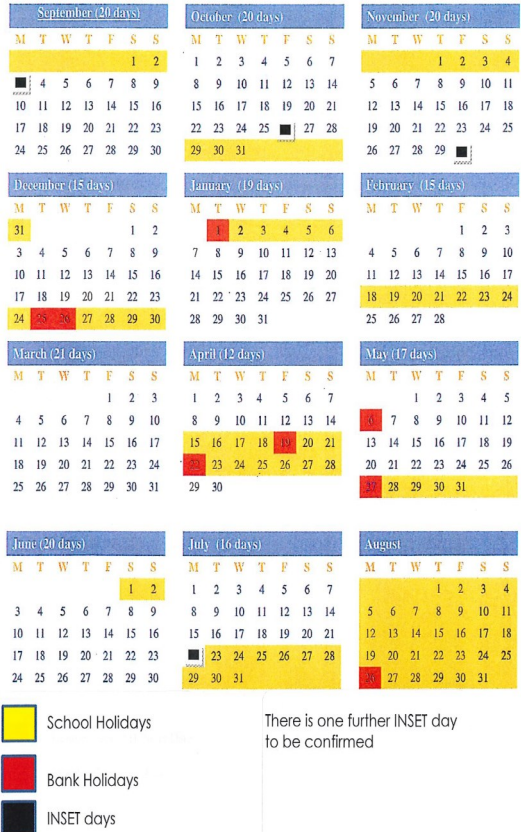 September (20 days)
M T W T F S S
1 2
4 5 6 7 8 9
10 11 12 13 14 15 16
17 18 19 20 21 22 23
24 25 26 27 28 29 30
October (20 days)
M T W T F S S
1 2 3 4 5 6 7
8 9 10 11 12 13 14
15 16 17 18 19 20 21
22 23 24 25 27 28
29 30 31
November (20 days)
M T W T F S S
1 2 3 4
5 6 7 8 9 10 11
12 13 14 15 16 17 18
19 20 21 22 23 24 25
26 27 28 29
December (15 days)
M T W T F S S
31 1 2
3 4 5 6 7 8 9
10 11 12 13 14 15 16
17 18 19 20 21 22 23
24 25 26 27 28 29 30
January (19 days)
M T W T F S S
1 2 3 4 5 6
7 8 9 10 11 12 13
14 15 16 17 18 19 20
21 22 23 24 25 26 27
28 29 30 31
February (15 days)
M T W T F S S
1 2 3
4 5 6 7 8 9 10
11 12 13 14 15 16 17
18 19 20 21 22 23 24
25 26 27 28
March (21 days)
M T W T F S S
1 2 3
4 5 6 7 8 9 10
11 12 13 14 15 16 17
18 19 20 21 22 23 24
25 26 27 28 29 30 31
April (12 days)
M T W T F S S
1 2 3 4 5 6 7
8 9 10 11 12 13 14
15 16 17 18 19 20 21
22 23 24 25 26 27 28
29 30
May (17 days)
M T W T F S S
1 2 3 4 5
6 7 8 9 10 11 12
13 14 15 16 17 18 19
20 21 22 23 24 25 26
27 28 29 30 31
June (20 days)
M T W T F S S
1 2
3 4 5 6 7 8 9
10 11 12 13 14 15 16
17 18 19 20 21 22 23
24 25 26 27 28 29 30
July (16 days)
M T W T F S S
1 2 3 4 5 6 7
8 9 10 11 12 13 14
15 16 17 18 19 20 21
23 24 25 26 27 28
29 30 31
August
M T W T F S S
1 2 3 4
5 6 7 8 9 10 11
12 13 14 15 16 17 18
19 20 21 22 23 24 25
26 27 28 29 30 31
School Holidays
Bank Holidays
INSET days
There is one further INSET day
to be confirmed